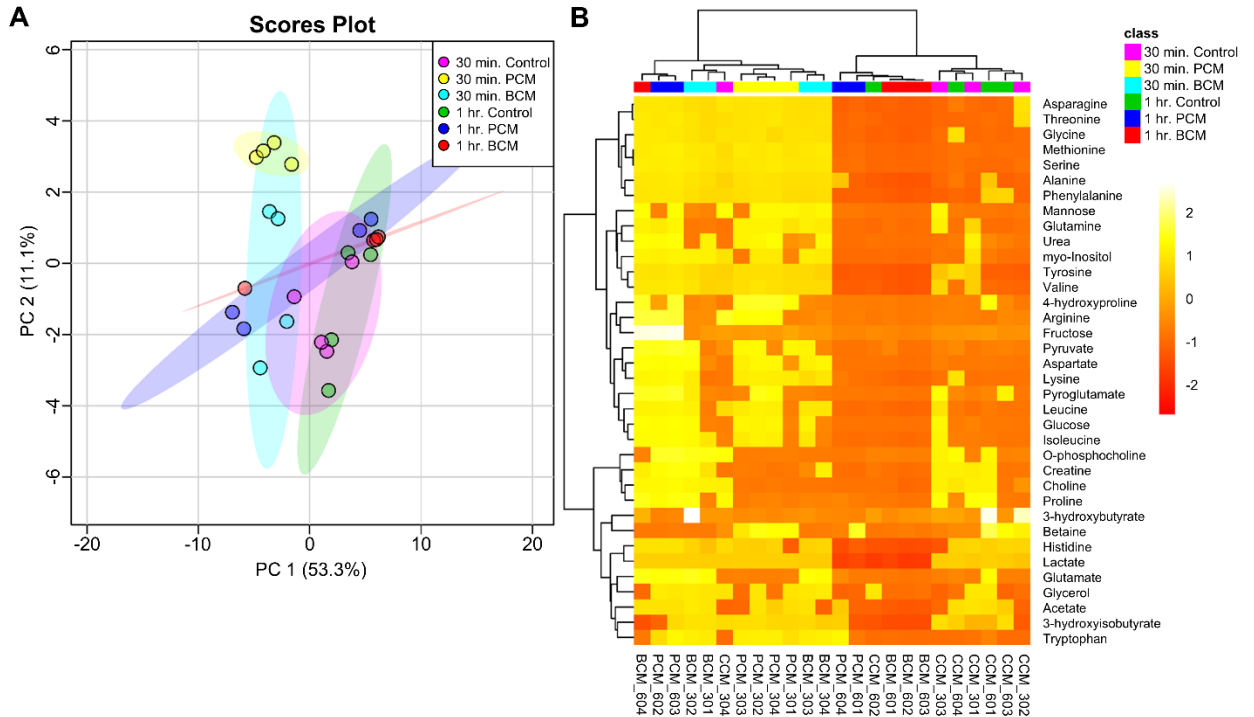 A
Scores Plot
30 min. Control
30 min. PCM
30 min. BCM
1 hr. Control
1 hr. PCM
1 hr. BCM
6
4
2
0
-2
-4
-6
PC 2 (11.1%)
-20
-10
0
10
20
PC 1 (53.3%)
B
class
30 min. Control
30 min. PCM
30 min. BCM
1 hr. Control
1 hr. PCM
1 hr. BCM
Asparagine
Threonine
Glycine
Methionine
Serine
Alanine
Phenylalanine
Mannose
Glutamine
Urea
myo-Inositol
Tyrosine
Valine
4-hydroxyproline
Arginine
Fructose
Pyruvate
Aspartate
Lysine
Pyroglutamate
Leucine
Glucose
Isoleucine
O-phosphocholine
Creatine
Choline
Proline
3-hydroxybutyrate
Betaine
Histidine
Lactate
Glutamate
Glycerol
Acetate
3-hydroxyisobutyrate
Tryptophan
2
1
0
-1
-2
BCM_604
PCM_602
PCM_603
BCM_302
BCM_301
CCM_304
PCM_303
PCM_302
PCM_304
PCM_301
BCM_303
BCM_304
PCM_604
PCM_601
CCM_602
BCM_601
BCM_602
BCM_603
CCM_303
CCM_604
CCM_301
CCM_601
CCM_603
CCM_302